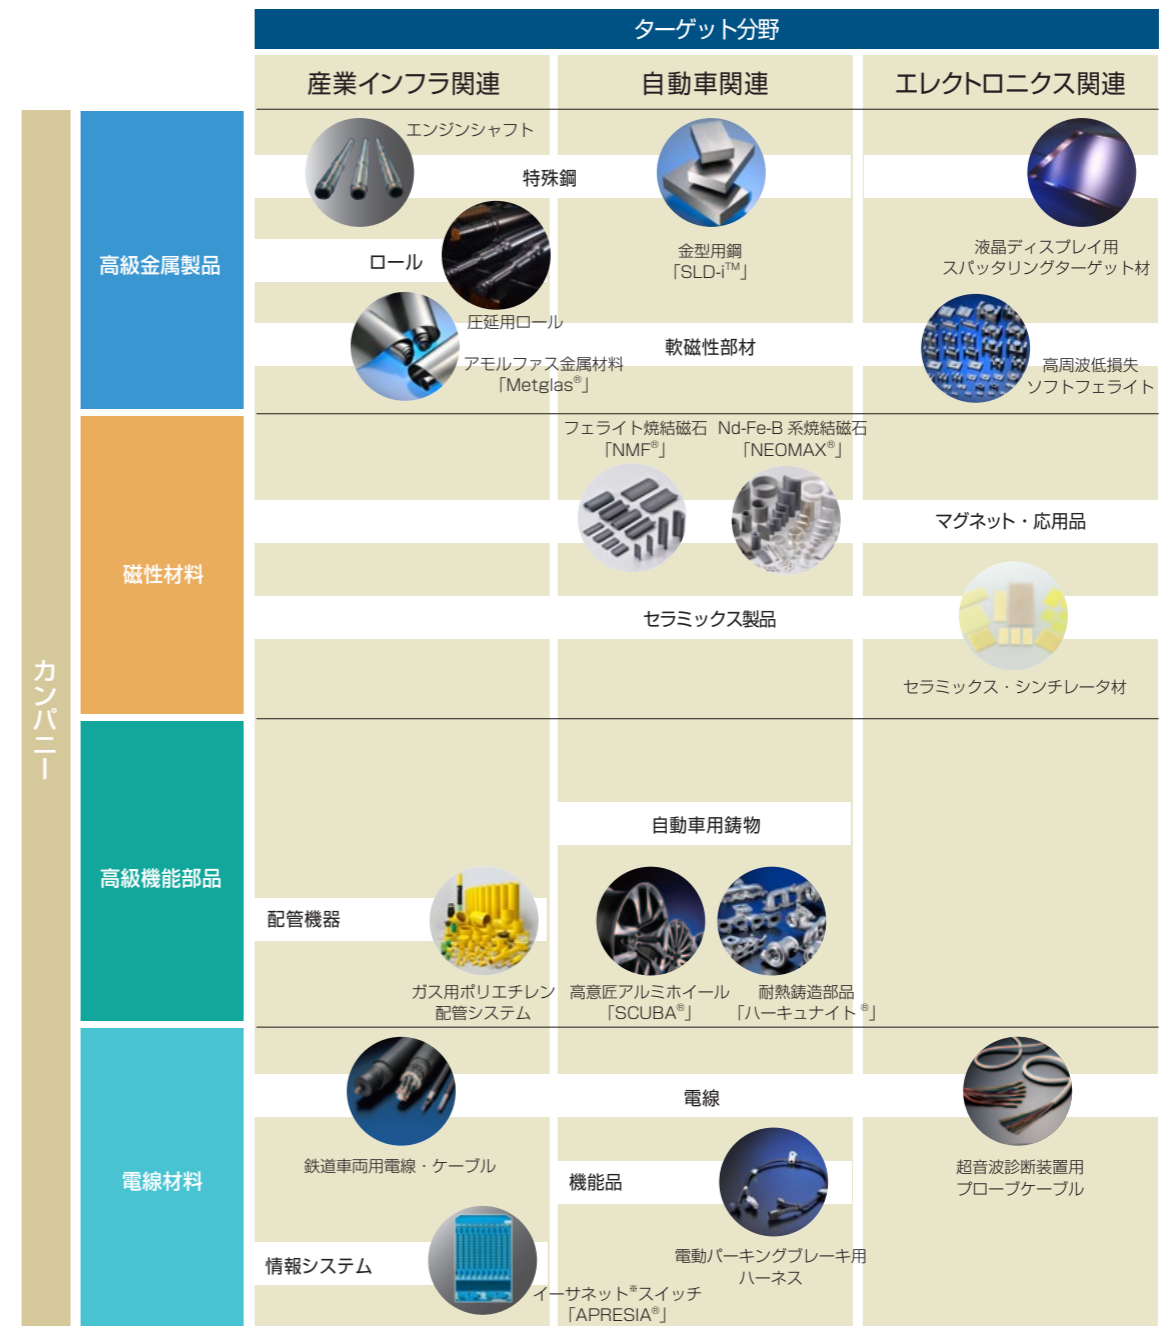 ターゲット分野
産業インフラ関連
自動車関連
エレクトロニクス関連
カンパニー
高級金属製品
エンジンシャフト
特殊鋼
金型用鋼
「SLD-i™」
液晶ディスプレイ用
スパッタリングターゲット材
ロール
圧延用ロール
アモルファス金属材料
「Metglas®」
軟磁性部材
高周波低損失
ソフトフェライト
磁性材料
フェライト焼結磁石
「NMF®」
Nd-Fe-B 系焼結磁石
「NEOMAX®」
マグネット・応用品
セラミックス製品
セラミックス・シンチレータ材
高級機能部品
自動車用鋳物
配管機器
ガス用ポリエチレン
配管システム
高意匠アルミホイール
「SCUBA®」
耐熱鋳造部品
「ハーキュナイト®」
電線材料
電線
鉄道車両用電線・ケーブル
機能品
超音波診断装置用
プローブケーブル
電動パーキングブレーキ用
ハーネス
情報システム
イーサネット※スイッチ
「APRESIA®」